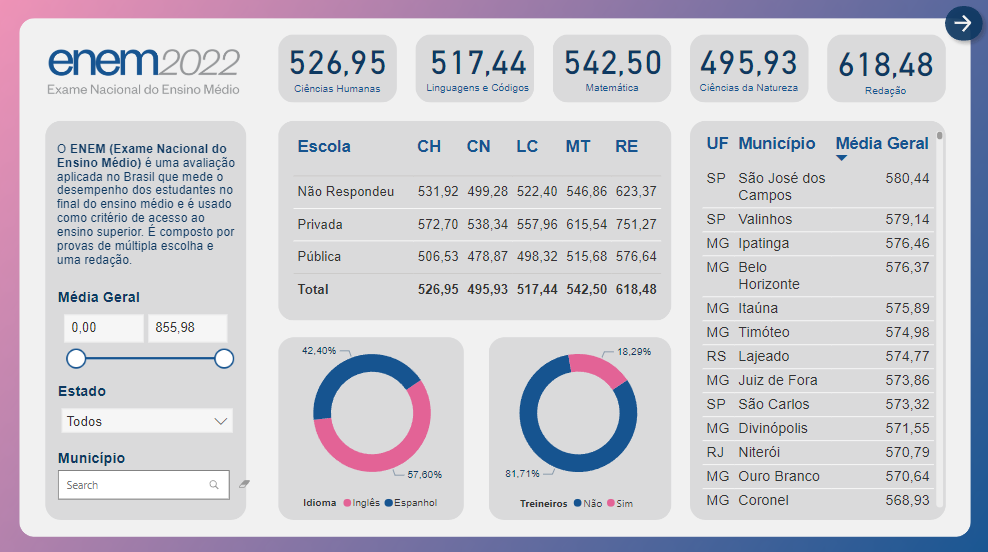 enem2022
Exame Nacional do Ensino Médio
526,95
Ciências Humanas
517,44
Linguagens e Códigos
542,50
Matemática
495,93
Ciências da Natureza
618,48
Redação
O ENEM (Exame Nacional do
Ensino Médio) é uma avaliação
aplicada no Brasil que mede o
desempenho dos estudantes no
final do ensino médio e é usado
como critério de acesso ao
ensino superior. É composto por
provas de múltipla escolha e
uma redação.
Média Geral
0,00 855,98
Estado
Todos
Município
Search
Escola CH CN LC MT RE
Não Respondeu 531,92 499,28 522,40 546,86 623,37
Privada 572,70 538,34 557,96 615,54 751,27
Pública 506,53 478,87 498,32 515,68 576,64
Total 526,95 495,93 517,44 542,50 618,48
42,40%
57,60%
Idioma Inglês Espanhol
18,29%
81,71%
Treineiros Não Sim
UF Município Média Geral
SP São José dos 580,44
Campos
SP Valinhos 579,14
MG Ipatinga 576,46
MG Belo 576,37
Horizonte
MG Itaúna 575,89
MG Timóteo 574,98
RS Lajeado 574,77
MG Juiz de Fora 573,86
SP São Carlos 573,32
MG Divinópolis 571,55
RJ Niterói 570,79
MG Ouro Branco 570,64
MG Coronel 568,93